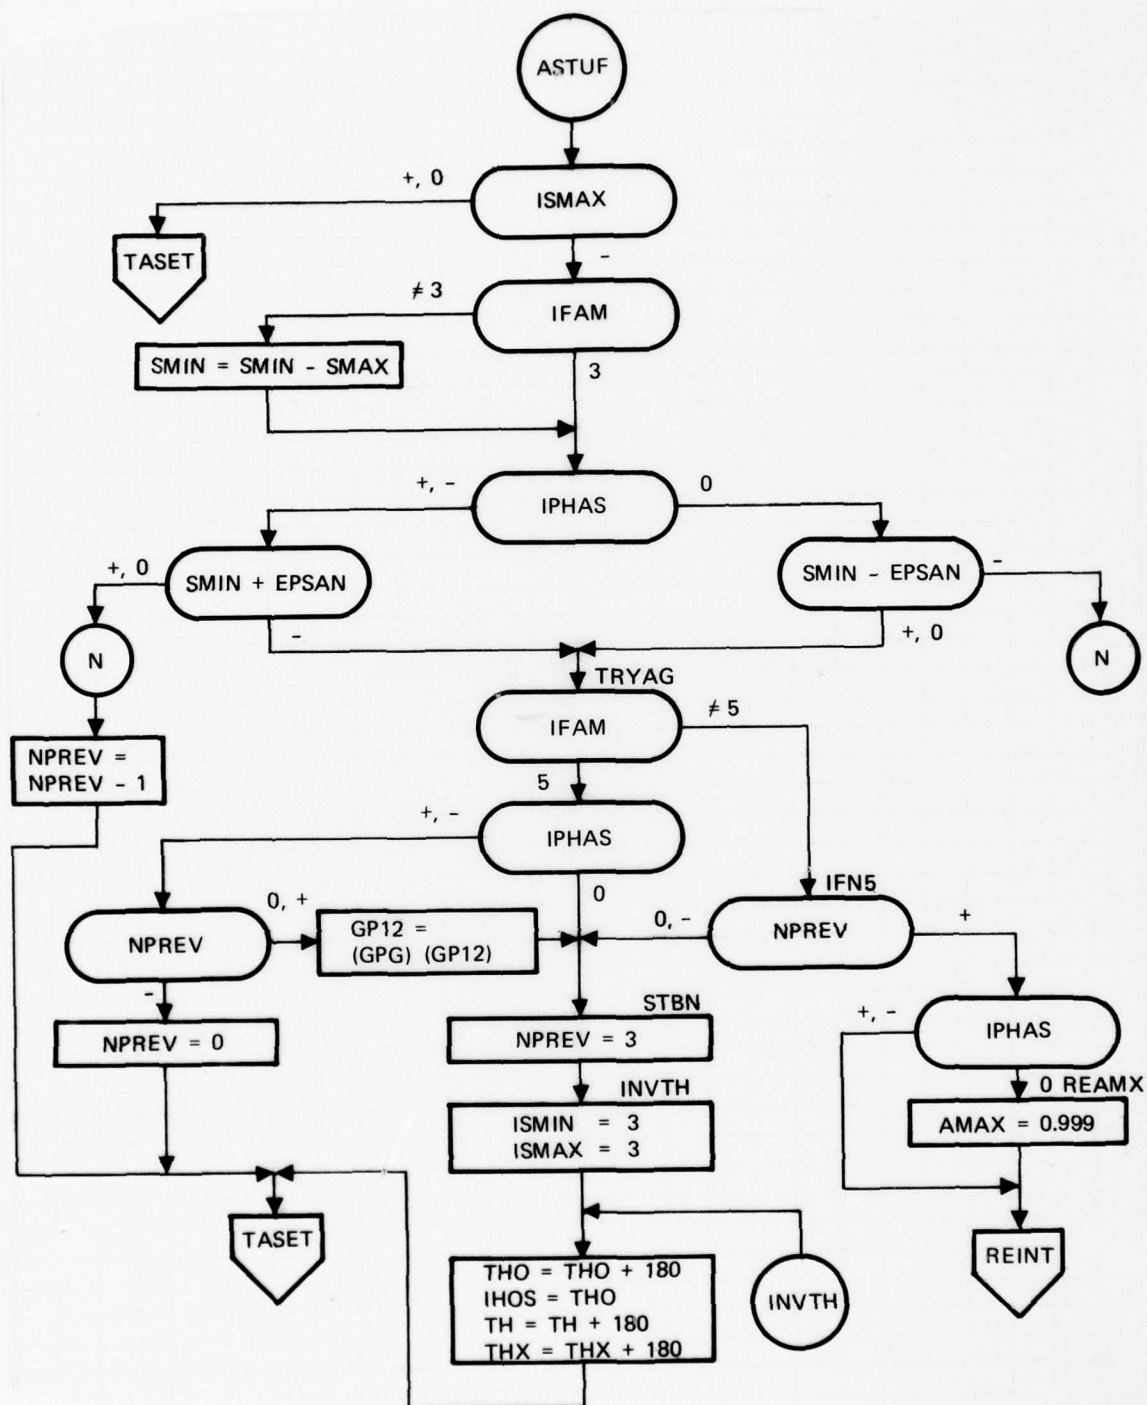 ASTUF
+, 0
ISMAX
TASET
-
≠ 3
IFAM
SMIN = SMIN - SMAX
3
+, -
IPHAS
0
+, 0
SMIN + EPSAN
SMIN - EPSAN
-
N
-
+, 0
N
TRYAG
IFAM
≠ 5
NPREV =
NPREV - 1
5
+, -
IPHAS
0
IFN5
0, +
NPREV
GP12 =
(GPG) (GP12)
0, -
NPREV
+
-
STBN
NPREV = 0
NPREV = 3
+, -
IPHAS
INVTH
0 REAMX
ISMIN = 3
ISMAX = 3
AMAX = 0.999
TASET
REINT
THO = THO + 180
IHOS = THO
TH = TH + 180
THX = THX + 180
INVTH